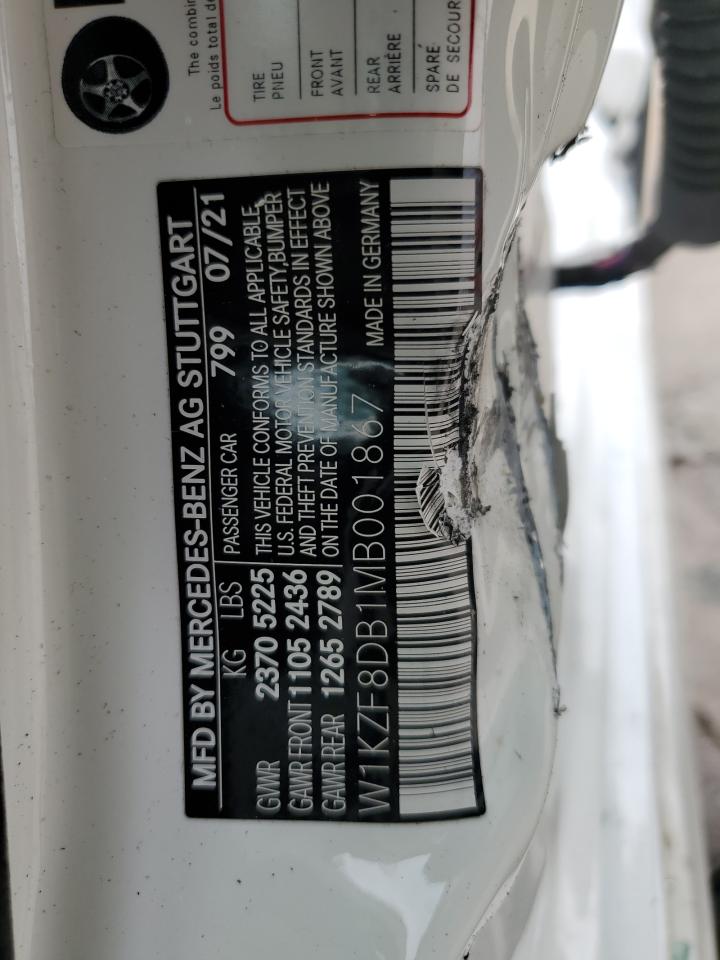 The combin
Le poids total de
TIRE
PNEU
FRONT
AVANT
REAR
ARRIÈRE
SPARE
DE SECOUR
MFD BY MERCEDES-BENZ AG STUTTGART
KG LBS PASSENGER CAR 799 07/21
GVWR 2370 5225 THIS VEHICLE CONFORMS TO ALL APPLICABLE
GAWR FRONT 1105 2436 U.S. FEDERAL MOTOR VEHICLE SAFETY,BUMPER
GAWR REAR 1265 2789 AND THEFT PREVENTION STANDARDS IN EFFECT
ON THE DATE OF MANUFACTURE SHOWN ABOVE
W1KZF8DB1MB001867 MADE IN GERMANY